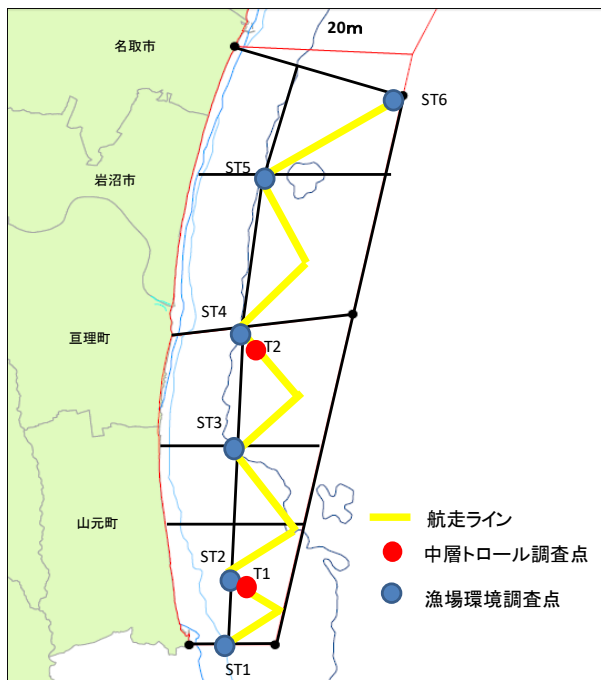 20m
名取市
ST6
ST5
岩沼市
ST4
亘理町
T2
ST3
航走ライン
山元町
中層トロール調査点
ST2
T1
漁場環境調査点
ST1